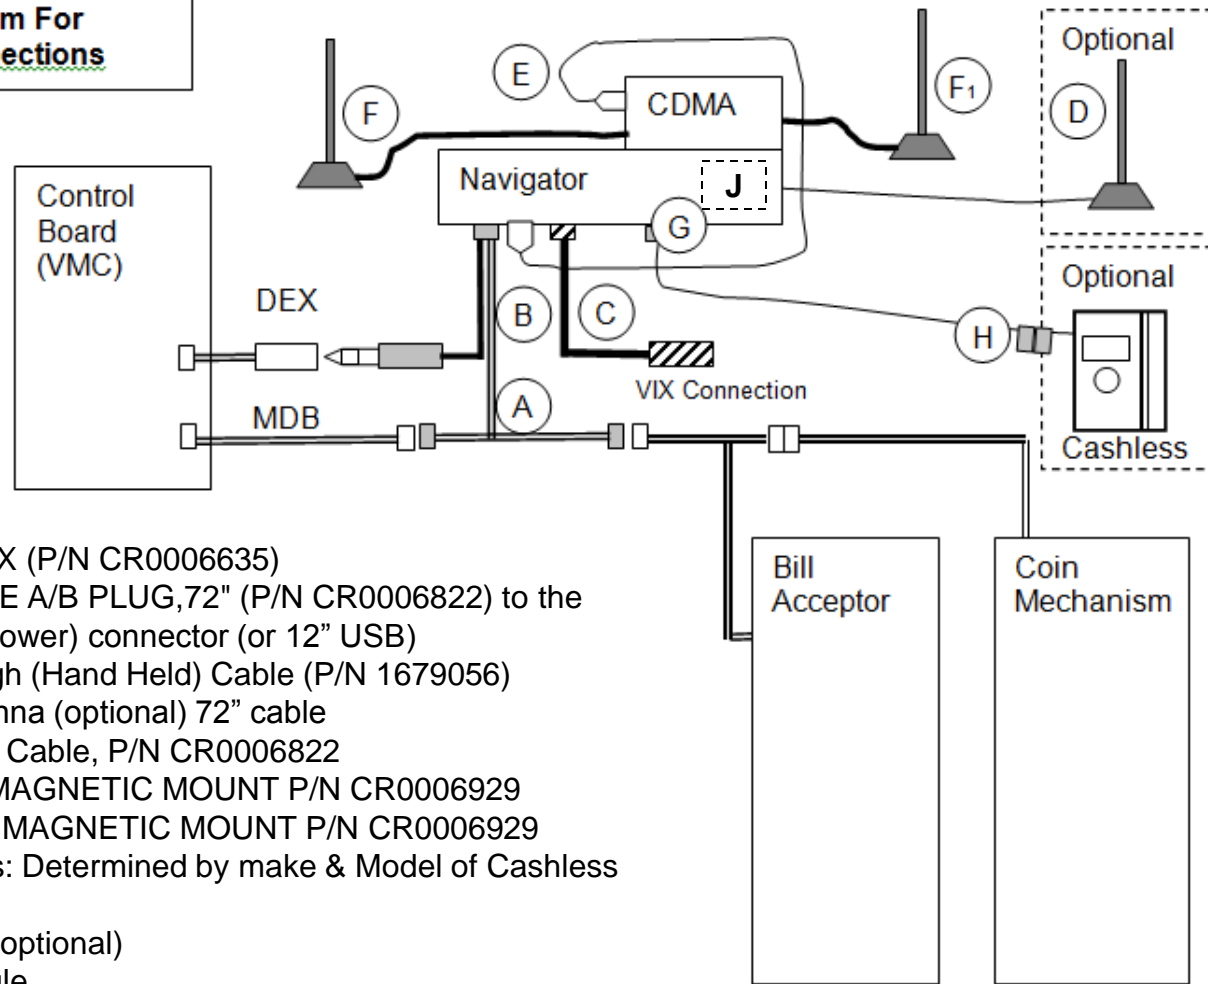 m For
ections
E
CDMA
F
F₁
Optional
D
Control
Board
(VMC)
Navigator
J
G
Optional
DEX
B
C
H
VIX Connection
A
MDB
Cashless
X (P/N CR0006635)
E A/B PLUG,72" (P/N CR0006822) to the
ower) connector (or 12” USB)
gh (Hand Held) Cable (P/N 1679056)
nna (optional) 72” cable
Cable, P/N CR0006822
MAGNETIC MOUNT P/N CR0006929
MAGNETIC MOUNT P/N CR0006929
s: Determined by make & Model of Cashless
optional)
Bill
Acceptor
Coin
Mechanism